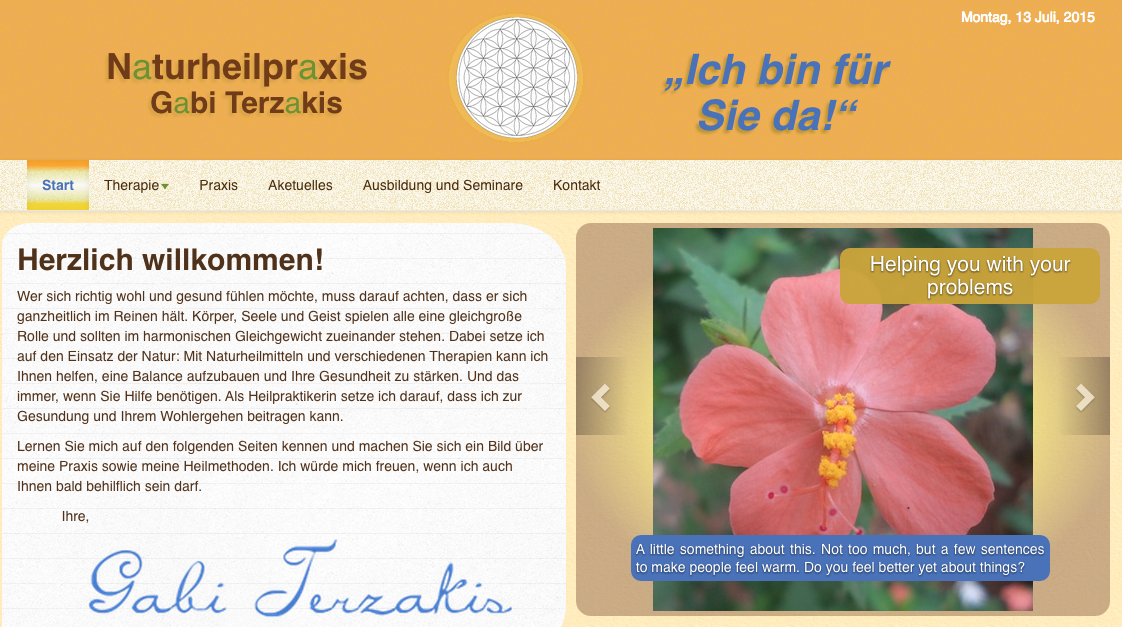 Montag, 13 Juli, 2015
Naturheilpraxis
Gabi Terzakis
„Ich bin für
Sie da!“
Start
Therapie
Praxis
Aketuelles
Ausbildung und Seminare
Kontakt
Herzlich willkommen!
Wer sich richtig wohl und gesund fühlen möchte, muss darauf achten, dass er sich
ganzheitlich im Reinen hält. Körper, Seele und Geist spielen alle eine gleichgroße
Rolle und sollten im harmonischen Gleichgewicht zueinander stehen. Dabei setze ich
auf den Einsatz der Natur: Mit Naturheilmitteln und verschiedenen Therapien kann ich
Ihnen helfen, eine Balance aufzubauen und Ihre Gesundheit zu stärken. Und das
immer, wenn Sie Hilfe benötigen. Als Heilpraktikerin setze ich darauf, dass ich zur
Gesundung und Ihrem Wohlergehen beitragen kann.
Lernen Sie mich auf den folgenden Seiten kennen und machen Sie sich ein Bild über
meine Praxis sowie meine Heilmethoden. Ich würde mich freuen, wenn ich auch
Ihnen bald behilflich sein darf.
Ihre,
Gabi Terzakis
Helping you with your
problems
A little something about this. Not too much, but a few sentences
to make people feel warm. Do you feel better yet about things?